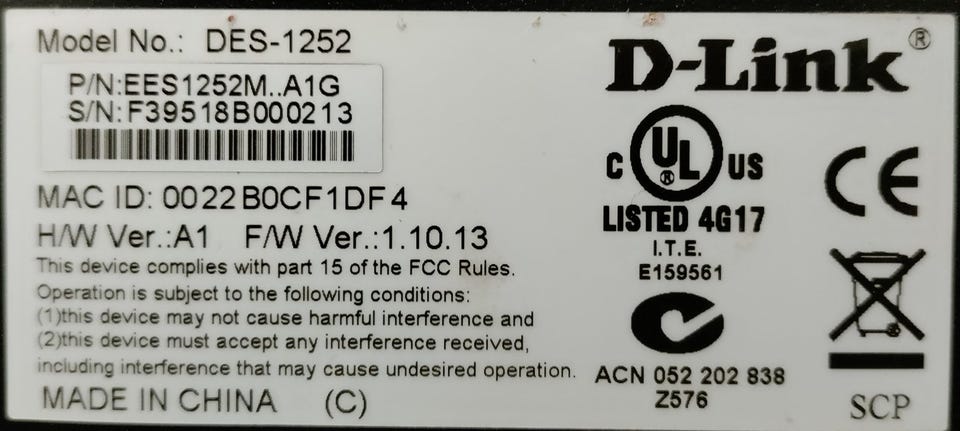 Model No.: DES-1252
P/N:EES1252M..A1G
S/N:F39518B000213
MAC ID: 0022B0CF1DF4
H/W Ver.:A1 F/W Ver.:1.10.13
This device complies with part 15 of the FCC Rules.
Operation is subject to the following conditions:
(1)this device may not cause harmful interference and
(2)this device must accept any interference received,
including interference that may cause undesired operation.
MADE IN CHINA (C)
D-Link®
C UL® US
LISTED 4G17
I.T.E.
E159561
CE
ACN 052 202 838
Z576
SCP